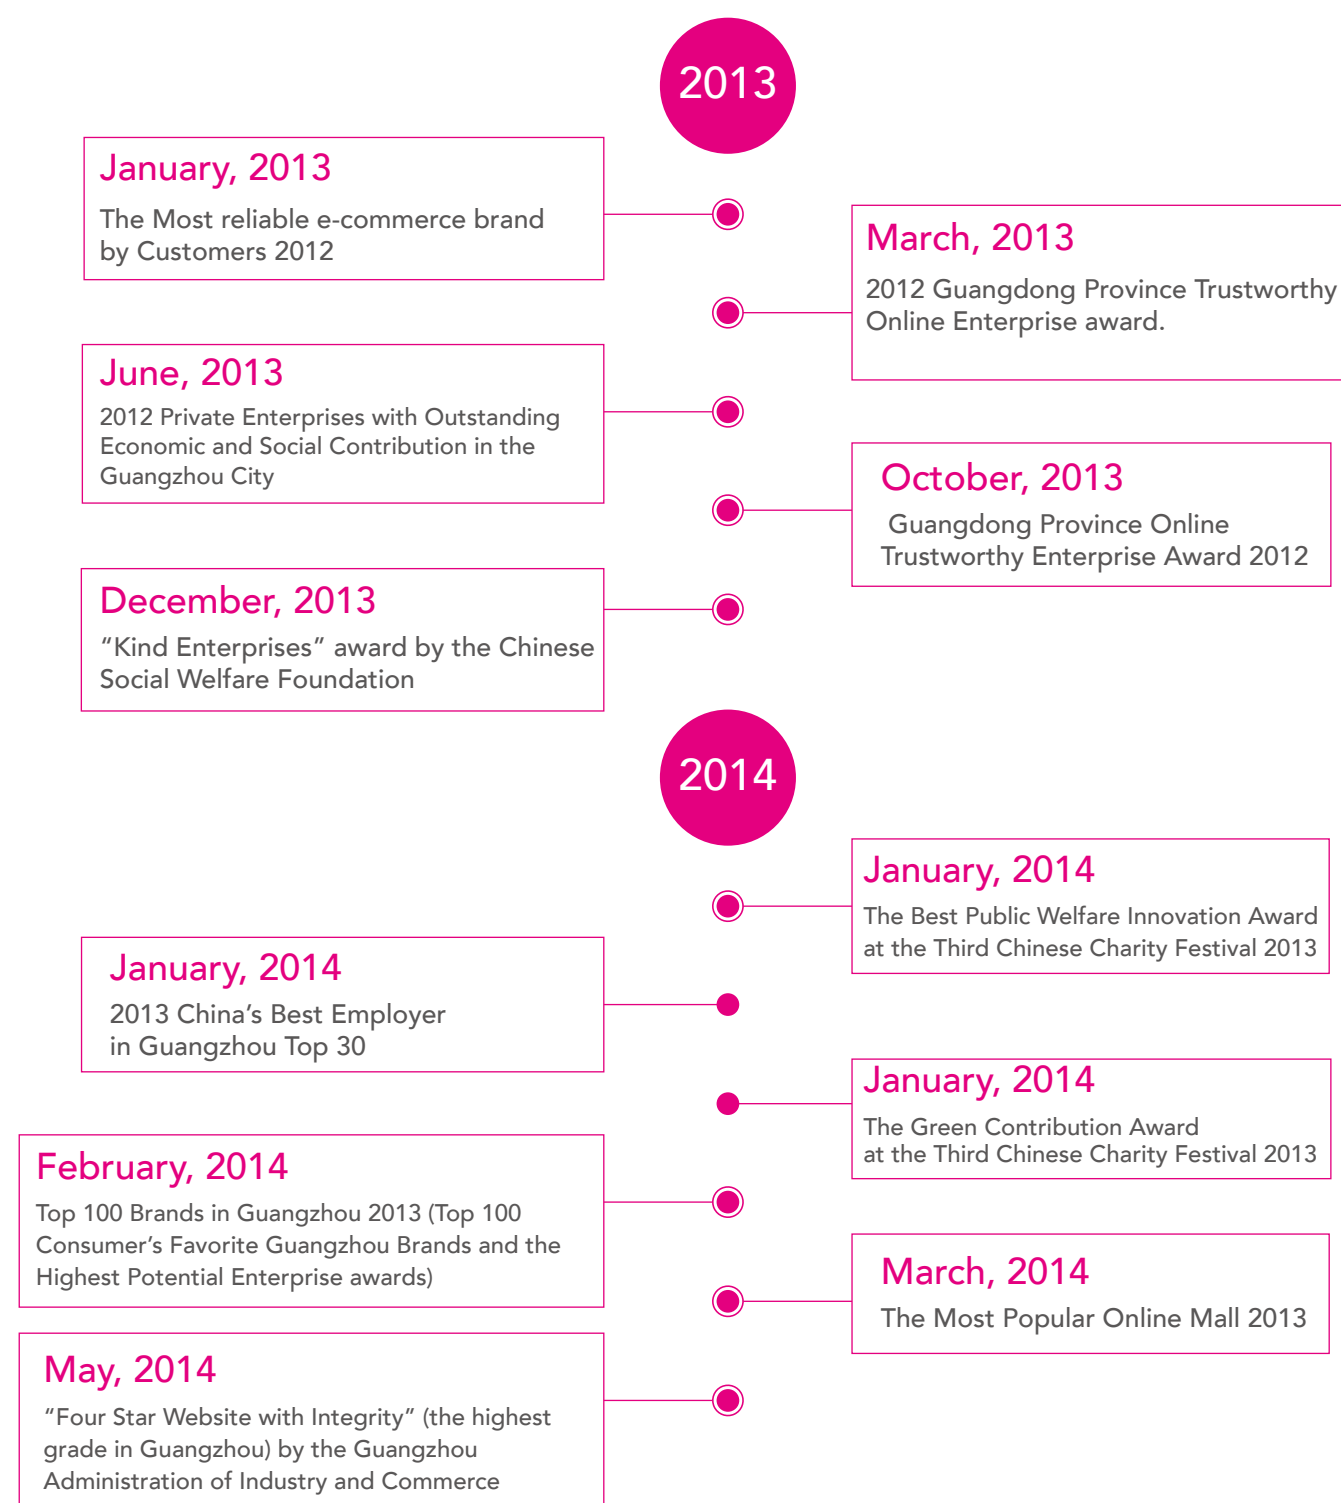 2013
January, 2013
The Most reliable e-commerce brand
by Customers 2012
March, 2013
2012 Guangdong Province Trustworthy
Online Enterprise award.
June, 2013
2012 Private Enterprises with Outstanding
Economic and Social Contribution in the
Guangzhou City
October, 2013
Guangdong Province Online
Trustworthy Enterprise Award 2012
December, 2013
“Kind Enterprises” award by the Chinese
Social Welfare Foundation
2014
January, 2014
The Best Public Welfare Innovation Award
at the Third Chinese Charity Festival 2013
January, 2014
2013 China’s Best Employer
in Guangzhou Top 30
January, 2014
The Green Contribution Award
at the Third Chinese Charity Festival 2013
February, 2014
Top 100 Brands in Guangzhou 2013 (Top 100
Consumer’s Favorite Guangzhou Brands and the
Highest Potential Enterprise awards)
March, 2014
The Most Popular Online Mall 2013
May, 2014
“Four Star Website with Integrity” (the highest
grade in Guangzhou) by the Guangzhou
Administration of Industry and Commerce